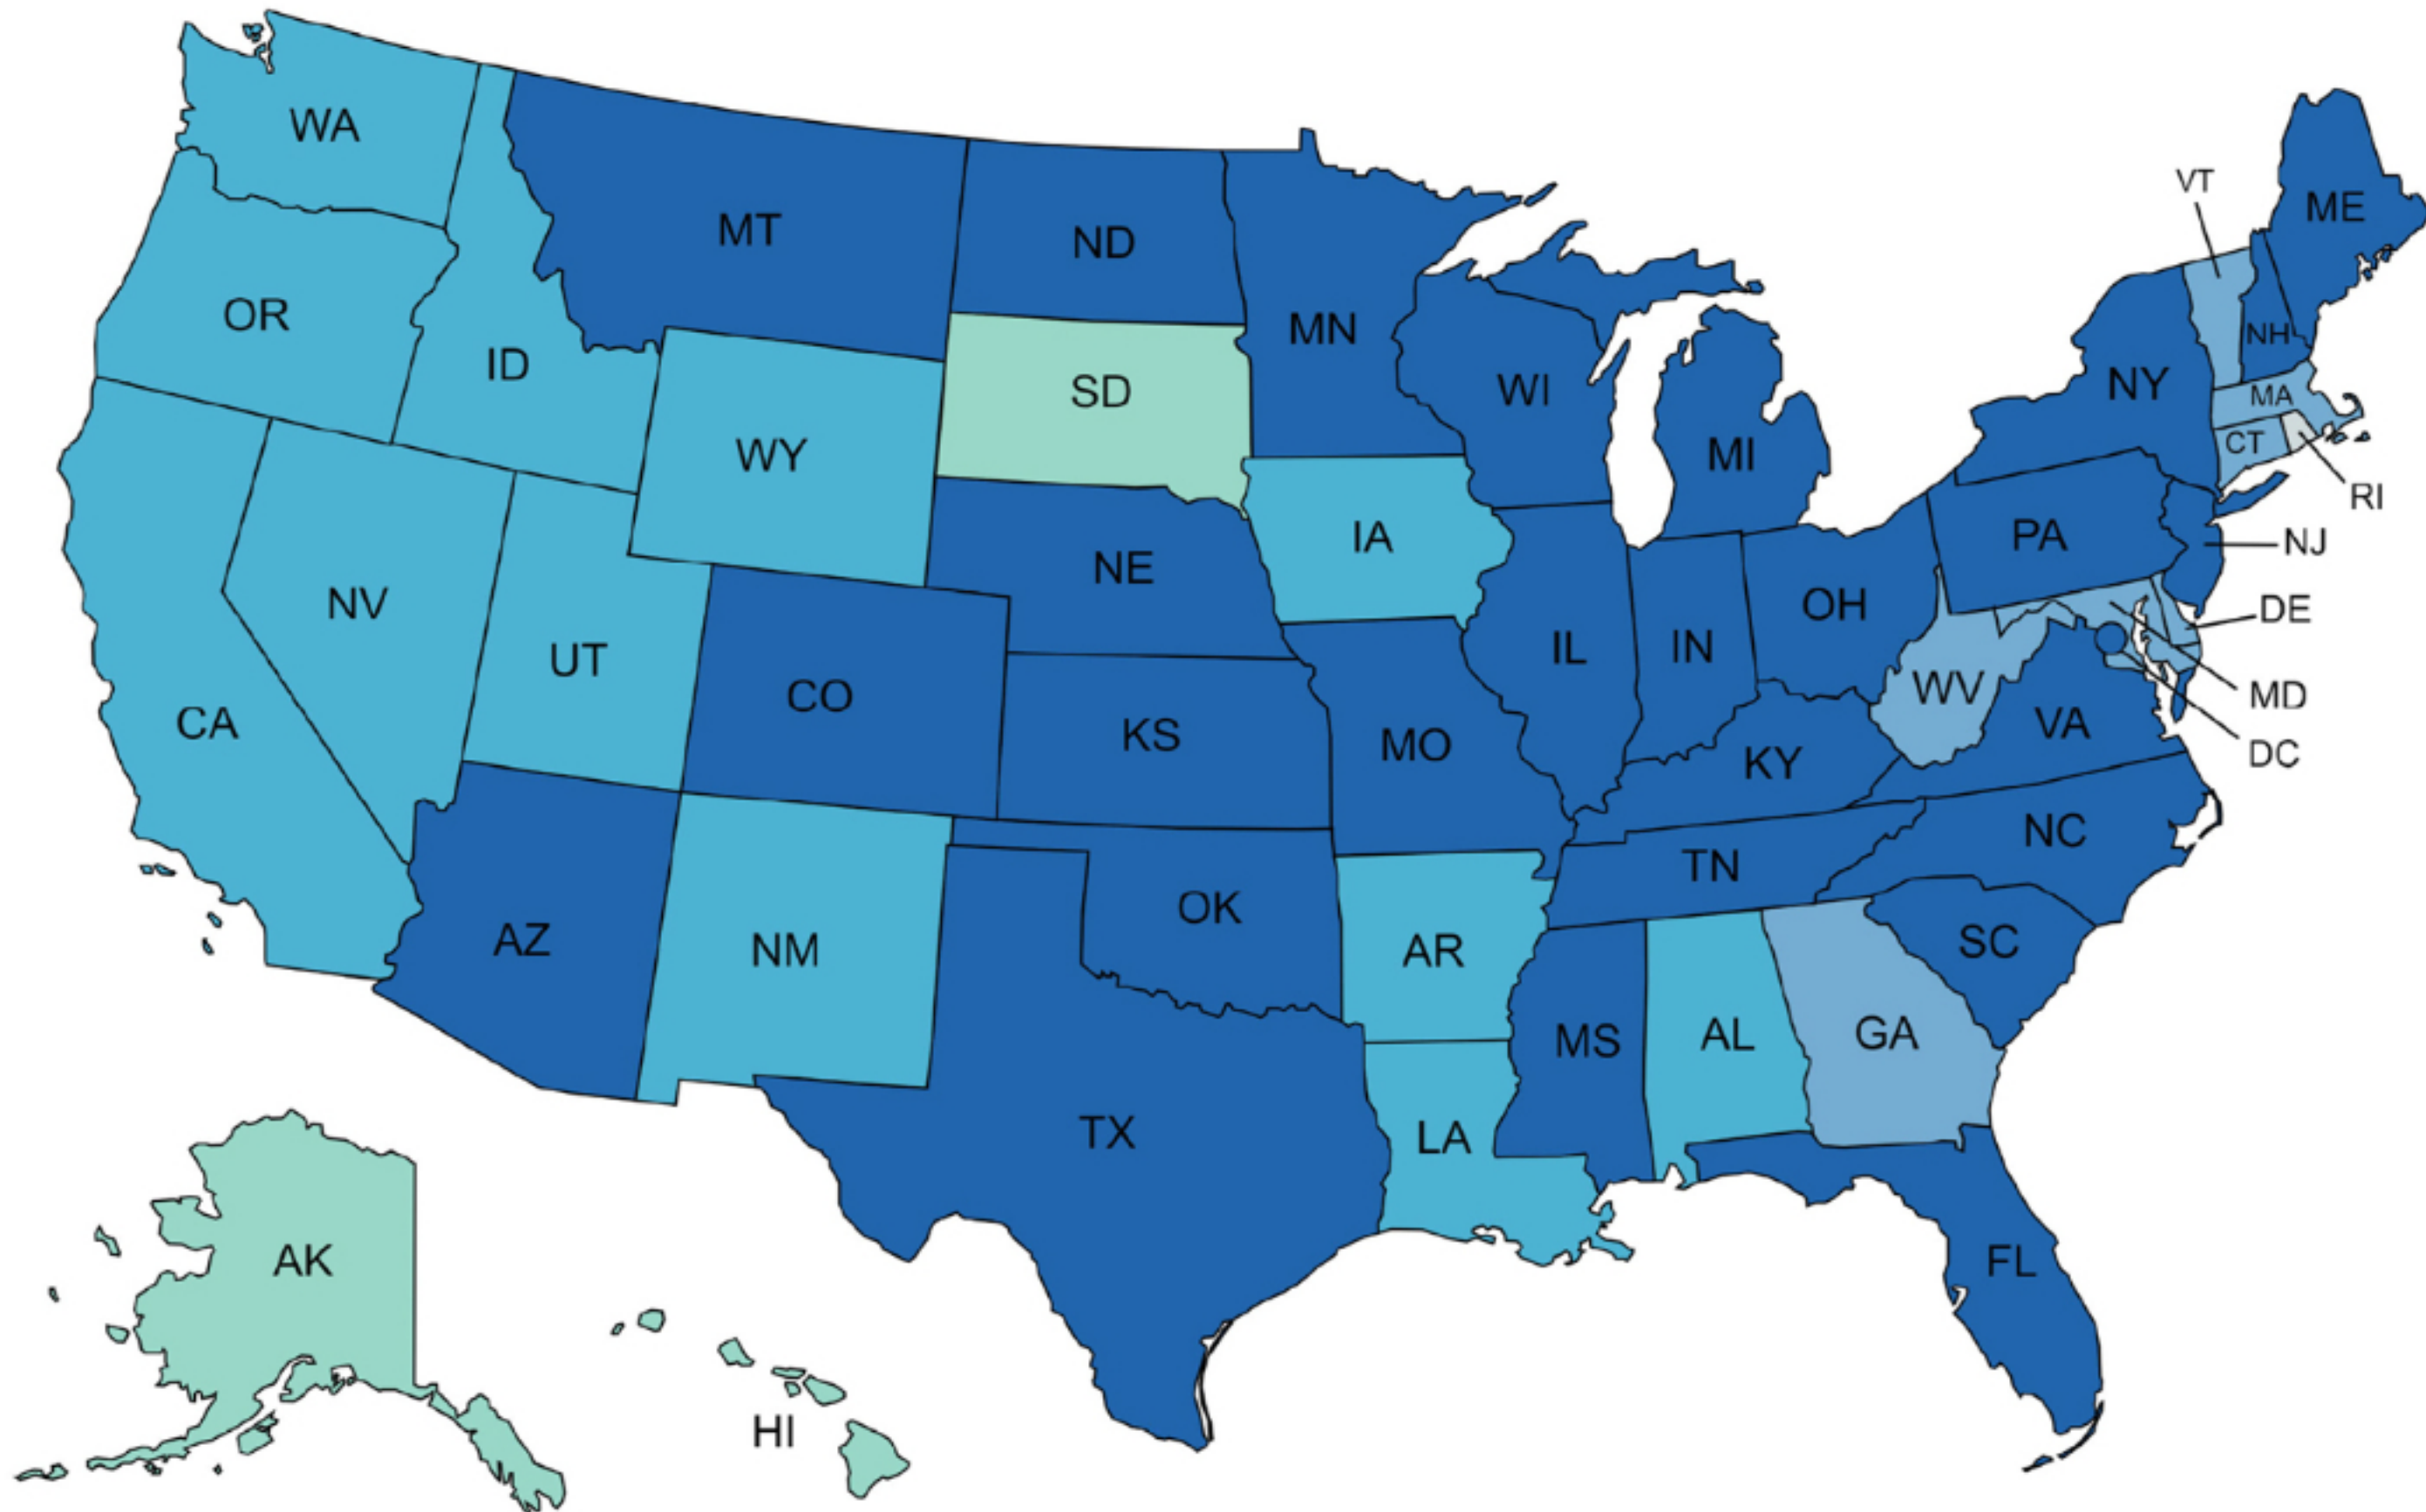 WA
MT
ND
MN
VT
ME
OR
ID
SD
WI
NH
NY
MA
WY
MI
CT
RI
IA
PA
NJ
NE
NV
OH
DE
UT
IL
IN
WV
MD
CO
CA
KS
MO
VA
DC
KY
NC
TN
OK
AZ
NM
AR
SC
MS
AL
GA
TX
LA
AK
FL
HI